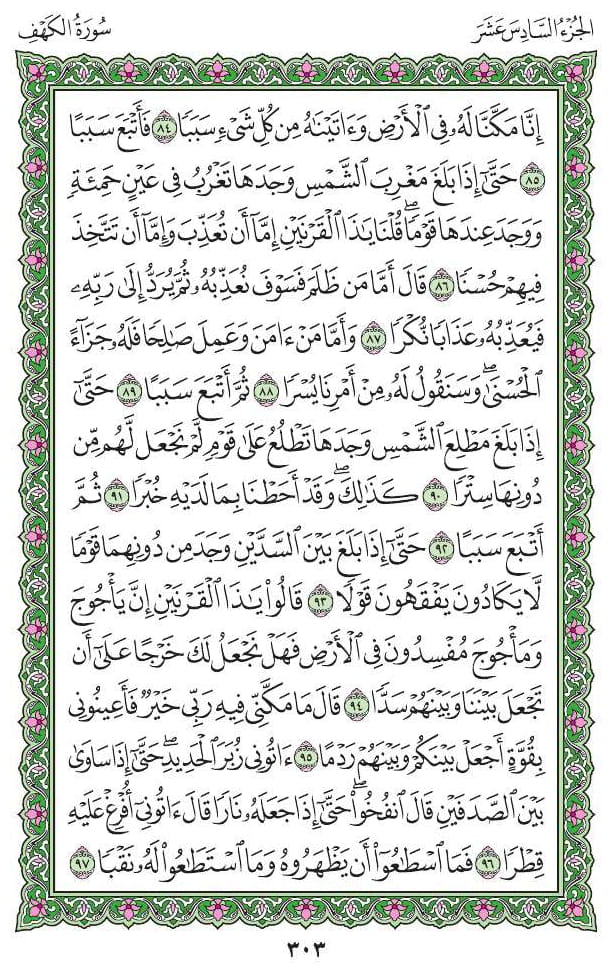 الجُزْءُ السَّادِسَ عَشَرَ
سُورَةُ الكَهْفِ
إِنَّا مَكَّنَّا لَهُۥ فِي ٱلۡأَرۡضِ وَءَاتَيۡنَٰهُ مِن كُلِّ شَيۡءٖ سَبَبٗا ٨٤ فَأَتۡبَعَ سَبَبًا
٨٥ حَتَّىٰٓ إِذَا بَلَغَ مَغۡرِبَ ٱلشَّمۡسِ وَجَدَهَا تَغۡرُبُ فِي عَيۡنٍ حَمِئَةٖ
وَوَجَدَ عِندَهَا قَوۡمٗاۖ قُلۡنَا يَٰذَا ٱلۡقَرۡنَيۡنِ إِمَّآ أَن تُعَذِّبَ وَإِمَّآ أَن تَتَّخِذَ
فِيهِمۡ حُسۡنٗا ٨٦ قَالَ أَمَّا مَن ظَلَمَ فَسَوۡفَ نُعَذِّبُهُۥ ثُمَّ يُرَدُّ إِلَىٰ رَبِّهِۦ
فَيُعَذِّبُهُۥ عَذَابٗا نُّكۡرٗا ٨٧ وَأَمَّا مَنۡ ءَامَنَ وَعَمِلَ صَٰلِحٗا فَلَهُۥ جَزَآءً
ٱلۡحُسۡنَىٰۖ وَسَنَقُولُ لَهُۥ مِنۡ أَمۡرِنَا يُسۡرٗا ٨٨ ثُمَّ أَتۡبَعَ سَبَبًا ٨٩ حَتَّىٰٓ
إِذَا بَلَغَ مَطۡلِعَ ٱلشَّمۡسِ وَجَدَهَا تَطۡلُعُ عَلَىٰ قَوۡمٖ لَّمۡ نَجۡعَل لَّهُم مِّن
دُونِهَا سِتۡرٗا ٩٠ كَذَٰلِكَۖ وَقَدۡ أَحَطۡنَا بِمَا لَدَيۡهِ خُبۡرٗا ٩١ ثُمَّ
أَتۡبَعَ سَبَبًا ٩٢ حَتَّىٰٓ إِذَا بَلَغَ بَيۡنَ ٱلسَّدَّيۡنِ وَجَدَ مِن دُونِهِمَا قَوۡمٗا
لَّا يَكَادُونَ يَفۡقَهُونَ قَوۡلٗا ٩٣ قَالُواْ يَٰذَا ٱلۡقَرۡنَيۡنِ إِنَّ يَأۡجُوجَ
وَمَأۡجُوجَ مُفۡسِدُونَ فِي ٱلۡأَرۡضِ فَهَلۡ نَجۡعَلُ لَكَ خَرۡجًا عَلَىٰٓ أَن
تَجۡعَلَ بَيۡنَنَا وَبَيۡنَهُمۡ سَدّٗا ٩٤ قَالَ مَا مَكَّنِّي فِيهِ رَبِّي خَيۡرٞ فَأَعِينُونِي
بِقُوَّةٍ أَجۡعَلۡ بَيۡنَكُمۡ وَبَيۡنَهُمۡ رَدۡمًا ٩٥ ءَاتُونِي زُبَرَ ٱلۡحَدِيدِۖ حَتَّىٰٓ إِذَا سَاوَىٰ
بَيۡنَ ٱلصَّدَفَيۡنِ قَالَ ٱنفُخُواْۖ حَتَّىٰٓ إِذَا جَعَلَهُۥ نَارٗا قَالَ ءَاتُونِيٓ أُفۡرِغۡ عَلَيۡهِ
قِطۡرٗا ٩٦ فَمَا ٱسۡطَٰعُوٓاْ أَن يَظۡهَرُوهُ وَمَا ٱسۡتَطَٰعُواْ لَهُۥ نَقۡبٗا ٩٧
٣٠٣